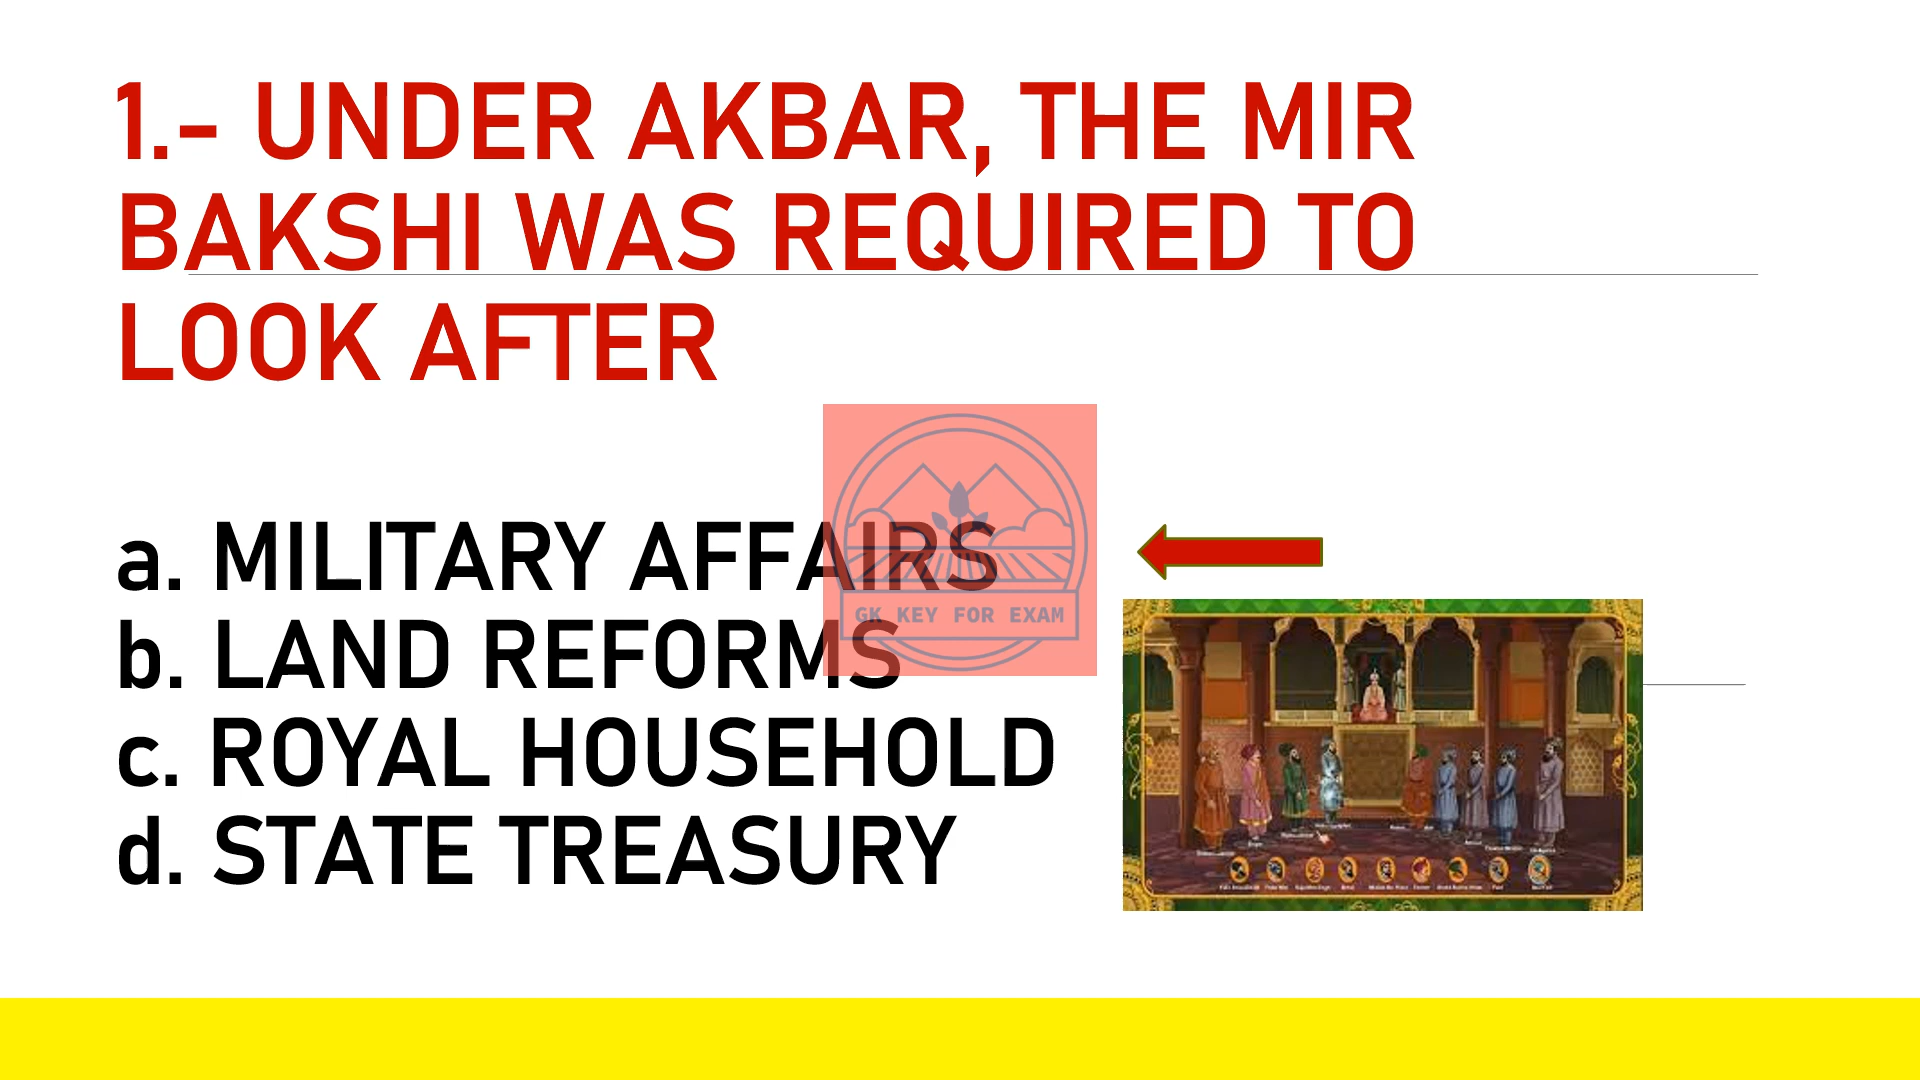 1.- UNDER AKBAR, THE MIR
BAKSHI WAS REQUIRED TO
LOOK AFTER
a. MILITARY AFFAIRS
b. LAND REFORMS
c. ROYAL HOUSEHOLD
d. STATE TREASURY
GK KEY FOR EXAM